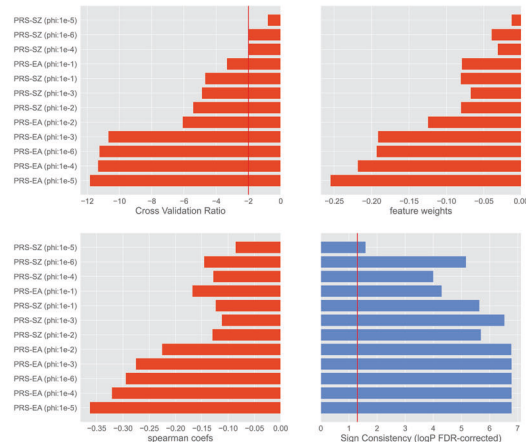 PRS-SZ (phi:1e-5)
PRS-SZ (phi:1e-6)
PRS-SZ (phi:1e-4)
PRS-EA (phi:1e-1)
PRS-SZ (phi:1e-1)
PRS-SZ (phi:1e-3)
PRS-SZ (phi:1e-2)
PRS-EA (phi:1e-2)
PRS-EA (phi:1e-3)
PRS-EA (phi:1e-6)
PRS-EA (phi:1e-4)
PRS-EA (phi:1e-5)
−12 −10 −8 −6 −4 −2 0
Cross Validation Ratio
−0.25 −0.20 −0.15 −0.10 −0.05 0.00
feature weights
PRS-SZ (phi:1e-5)
PRS-SZ (phi:1e-6)
PRS-SZ (phi:1e-4)
PRS-EA (phi:1e-1)
PRS-SZ (phi:1e-1)
PRS-SZ (phi:1e-3)
PRS-SZ (phi:1e-2)
PRS-EA (phi:1e-2)
PRS-EA (phi:1e-3)
PRS-EA (phi:1e-6)
PRS-EA (phi:1e-4)
PRS-EA (phi:1e-5)
−0.35 −0.30 −0.25 −0.20 −0.15 −0.10 −0.05 0.00
spearman coefs
0 1 2 3 4 5 6 7
Sign Consistency (logP FDR-corrected)